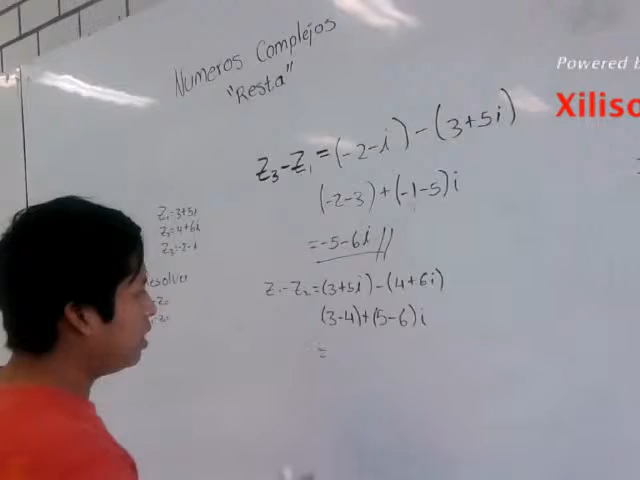 Numeros Complejos
"Resta"
Powered b
Xiliso
Z₃-Z₁=(-2-i)-(3+5i)
(-2-3)+(-1-5)i
=-5-6i//
Z₁=3+5i
Z₂=4+6i
Z₃=-2-i
esolver
Z₁-Z₂=(3+5i)-(4+6i)
(3-4)+(5-6)i
=